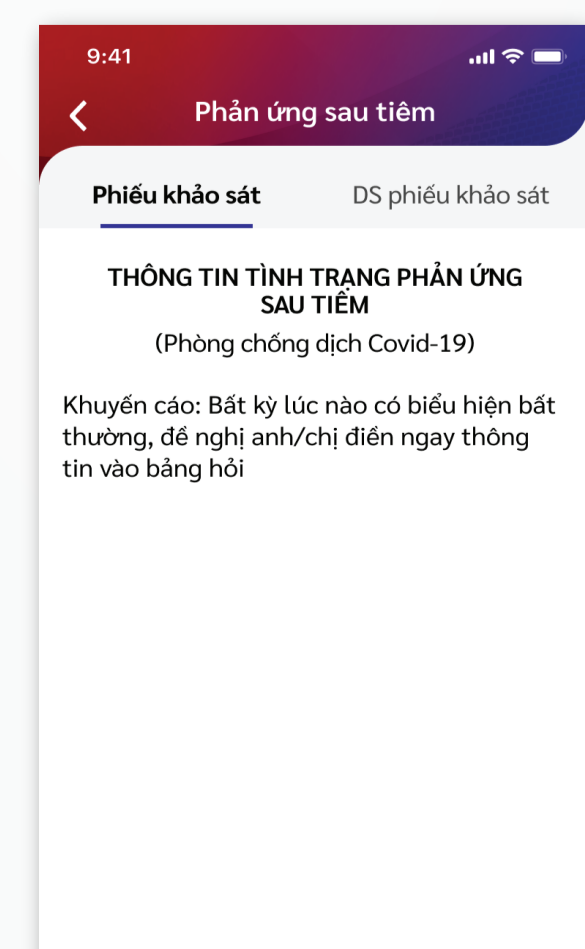 9:41
Phản ứng sau tiêm
Phiếu khảo sát
DS phiếu khảo sát
THÔNG TIN TÌNH TRẠNG PHẢN ỨNG
SAU TIÊM
(Phòng chống dịch Covid-19)
Khuyến cáo: Bất kỳ lúc nào có biểu hiện bất
thường, đề nghị anh/chị điền ngay thông
tin vào bảng hỏi